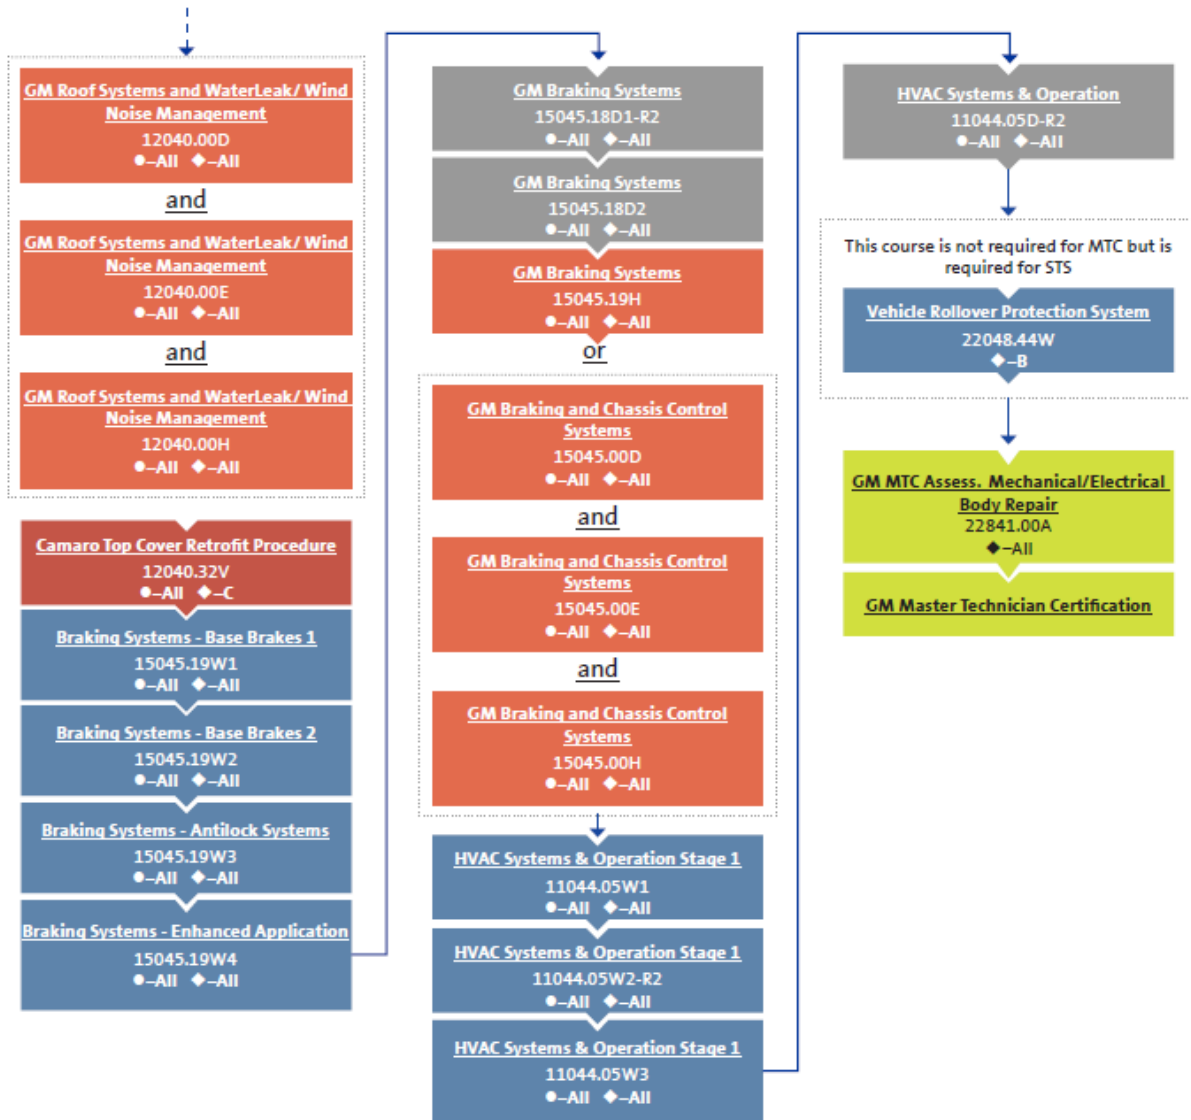 GM Roof Systems and WaterLeak/ Wind
Noise Management
12040.00D
●–All ◆–All
and
GM Roof Systems and WaterLeak/ Wind
Noise Management
12040.00E
●–All ◆–All
and
GM Roof Systems and WaterLeak/ Wind
Noise Management
12040.00H
●–All ◆–All
Camaro Top Cover Retrofit Procedure
12040.32V
●–All ◆–C
Braking Systems - Base Brakes 1
15045.19W1
●–All ◆–All
Braking Systems - Base Brakes 2
15045.19W2
●–All ◆–All
Braking Systems - Antilock Systems
15045.19W3
●–All ◆–All
Braking Systems - Enhanced Application
15045.19W4
●–All ◆–All
GM Braking Systems
15045.18D1-R2
●–All ◆–All
GM Braking Systems
15045.18D2
●–All ◆–All
GM Braking Systems
15045.19H
●–All ◆–All
or
GM Braking and Chassis Control
Systems
15045.00D
●–All ◆–All
and
GM Braking and Chassis Control
Systems
15045.00E
●–All ◆–All
and
GM Braking and Chassis Control
Systems
15045.00H
●–All ◆–All
HVAC Systems & Operation Stage 1
11044.05W1
●–All ◆–All
HVAC Systems & Operation Stage 1
11044.05W2-R2
●–All ◆–All
HVAC Systems & Operation Stage 1
11044.05W3
●–All ◆–All
HVAC Systems & Operation
11044.05D-R2
●–All ◆–All
This course is not required for MTC but is
required for STS
Vehicle Rollover Protection System
22048.44W
◆–B
GM MTC Assess. Mechanical/Electrical
Body Repair
22841.00A
◆–All
GM Master Technician Certification